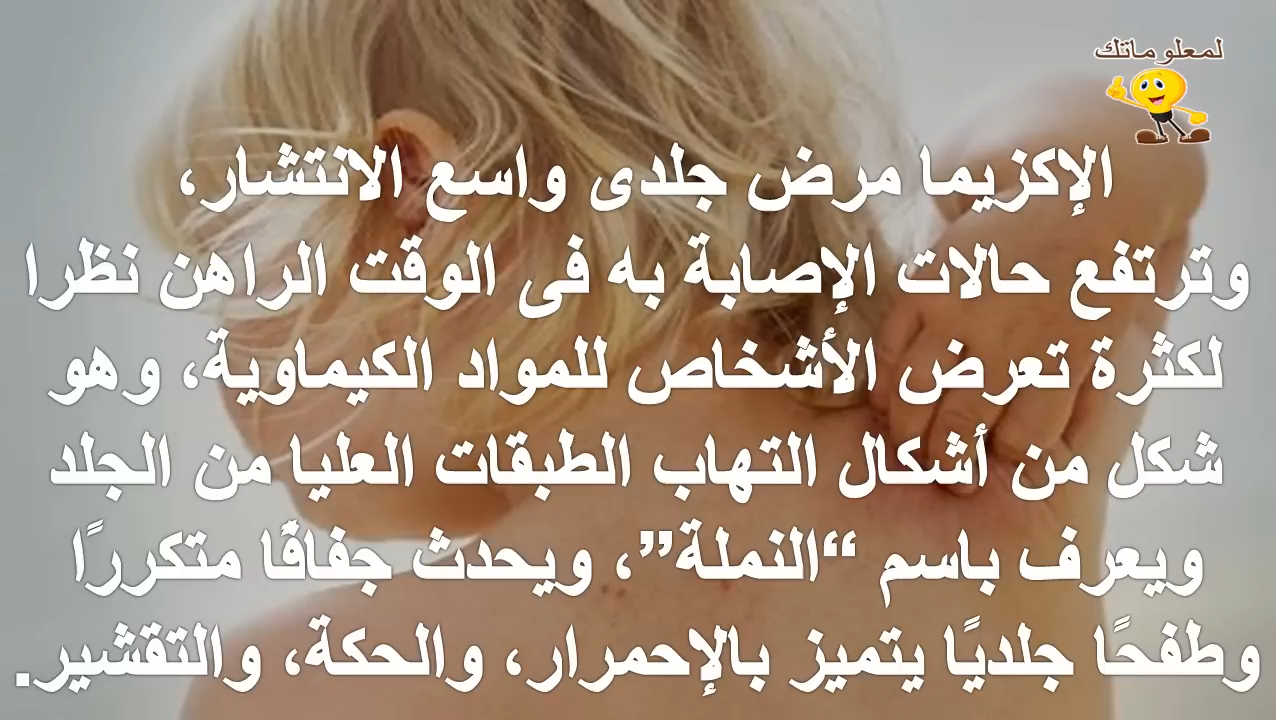 لمعلوماتك
الإكزيما مرض جلدى واسع الانتشار،
وترتفع حالات الإصابة به فى الوقت الراهن نظرا
لكثرة تعرض الأشخاص للمواد الكيماوية، وهو
شكل من أشكال التهاب الطبقات العليا من الجلد
ويعرف باسم “النملة”، ويحدث جفافًا متكررًا
وطفحًا جلديًا يتميز بالإحمرار، والحكة، والتقشير.